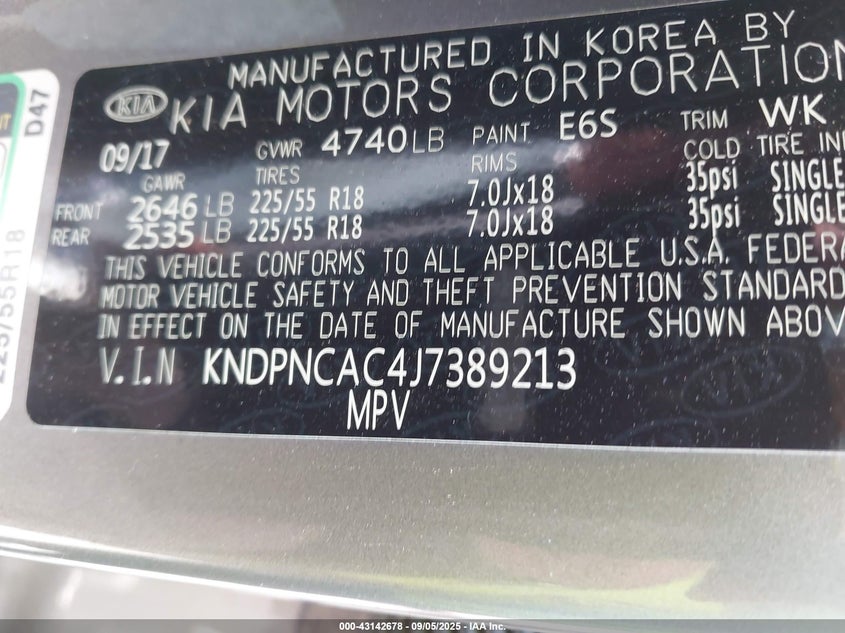 MANUFACTURED IN KOREA BY
KIA KIA MOTORS CORPORATION
09/17 GVWR 4740LB PAINT E6S TRIM WK
GAWR TIRES RIMS COLD TIRE
FRONT 2646 LB 225/55 R18 7.0Jx18 35psi SINGLE
REAR 2535 LB 225/55 R18 7.0Jx18 35psi SINGLE
THIS VEHICLE CONFORMS TO ALL APPLICABLE U.S.A. FEDERA
MOTOR VEHICLE SAFETY AND THEFT PREVENTION STANDARD
IN EFFECT ON THE DATE OF MANUFACTURE SHOWN ABOV
V.I.N KNDPNCAC4J7389213
MPV
D47
225/55R18
000-43142678 - 09/05/2025 - IAA Inc.